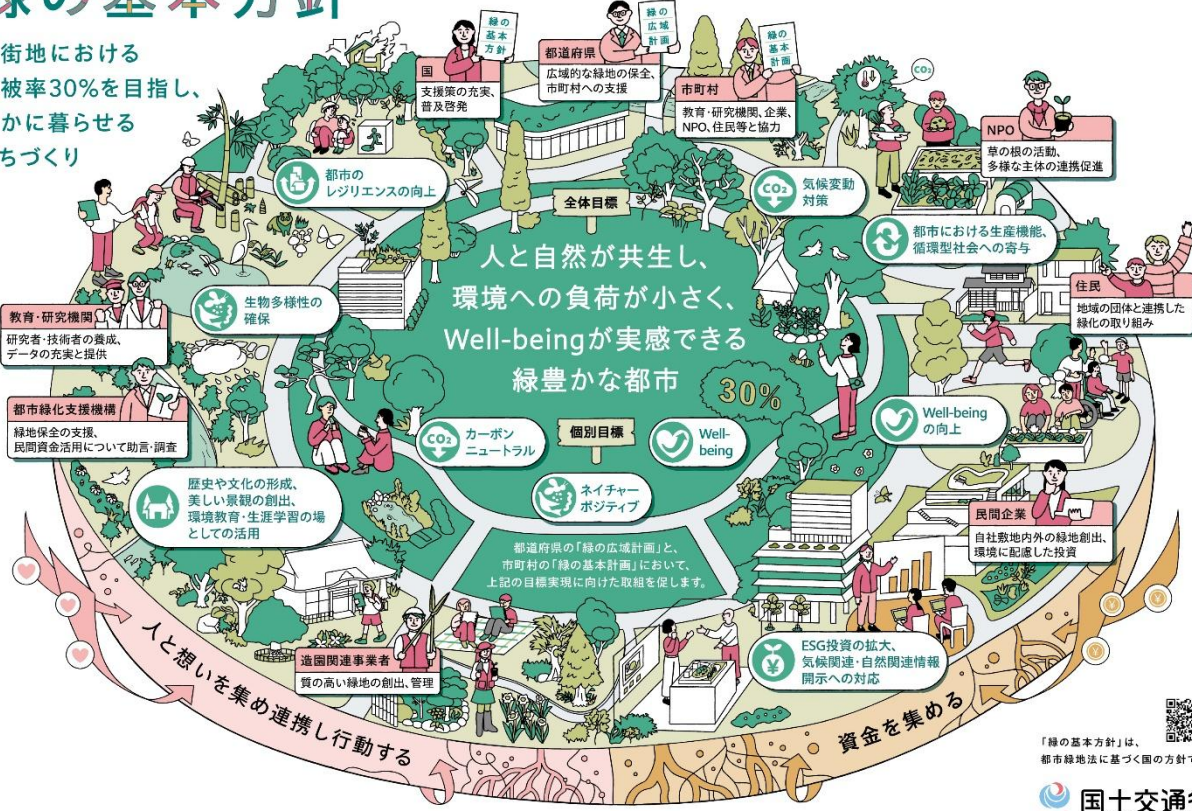 緑の基本方針
街地における
被率30%を目指し、
かに暮らせる
ちづくり
緑の
基本
方針
国
支援策の充実、
普及啓発
緑の
広域
計画
都道府県
広域的な緑地の保全、
市町村への支援
緑の
基本
計画
市町村
教育・研究機関、企業、
NPO、住民等と協力
CO₂
NPO
草の根の活動、
多様な主体の連携促進
都市の
レジリエンスの向上
全体目標
CO₂
気候変動
対策
都市における生産機能、
循環型社会への寄与
人と自然が共生し、
環境への負荷が小さく、
Well-beingが実感できる
緑豊かな都市
30%
生物多様性の
確保
住民
地域の団体と連携した
緑化の取り組み
教育・研究機関
研究者・技術者の養成、
データの充実と提供
都市緑化支援機構
緑地保全の支援、
民間資金活用について助言・調査
個別目標
CO₂
カーボン
ニュートラル
Well-
being
ネイチャー
ポジティブ
Well-being
の向上
歴史や文化の形成、
美しい景観の創出、
環境教育・生涯学習の場
としての活用
民間企業
自社敷地内外の緑地創出、
環境に配慮した投資
都道府県の「緑の広域計画」と、
市町村の「緑の基本計画」において、
上記の目標実現に向けた取組を促します。
造園関連事業者
質の高い緑地の創出、管理
¥
ESG投資の拡大、
気候関連・自然関連情報
開示への対応
人と想いを集め連携し行動する
資金を集める
¥
¥
¥
「緑の基本方針」は、
都市緑地法に基づく国の方針で
国土交通